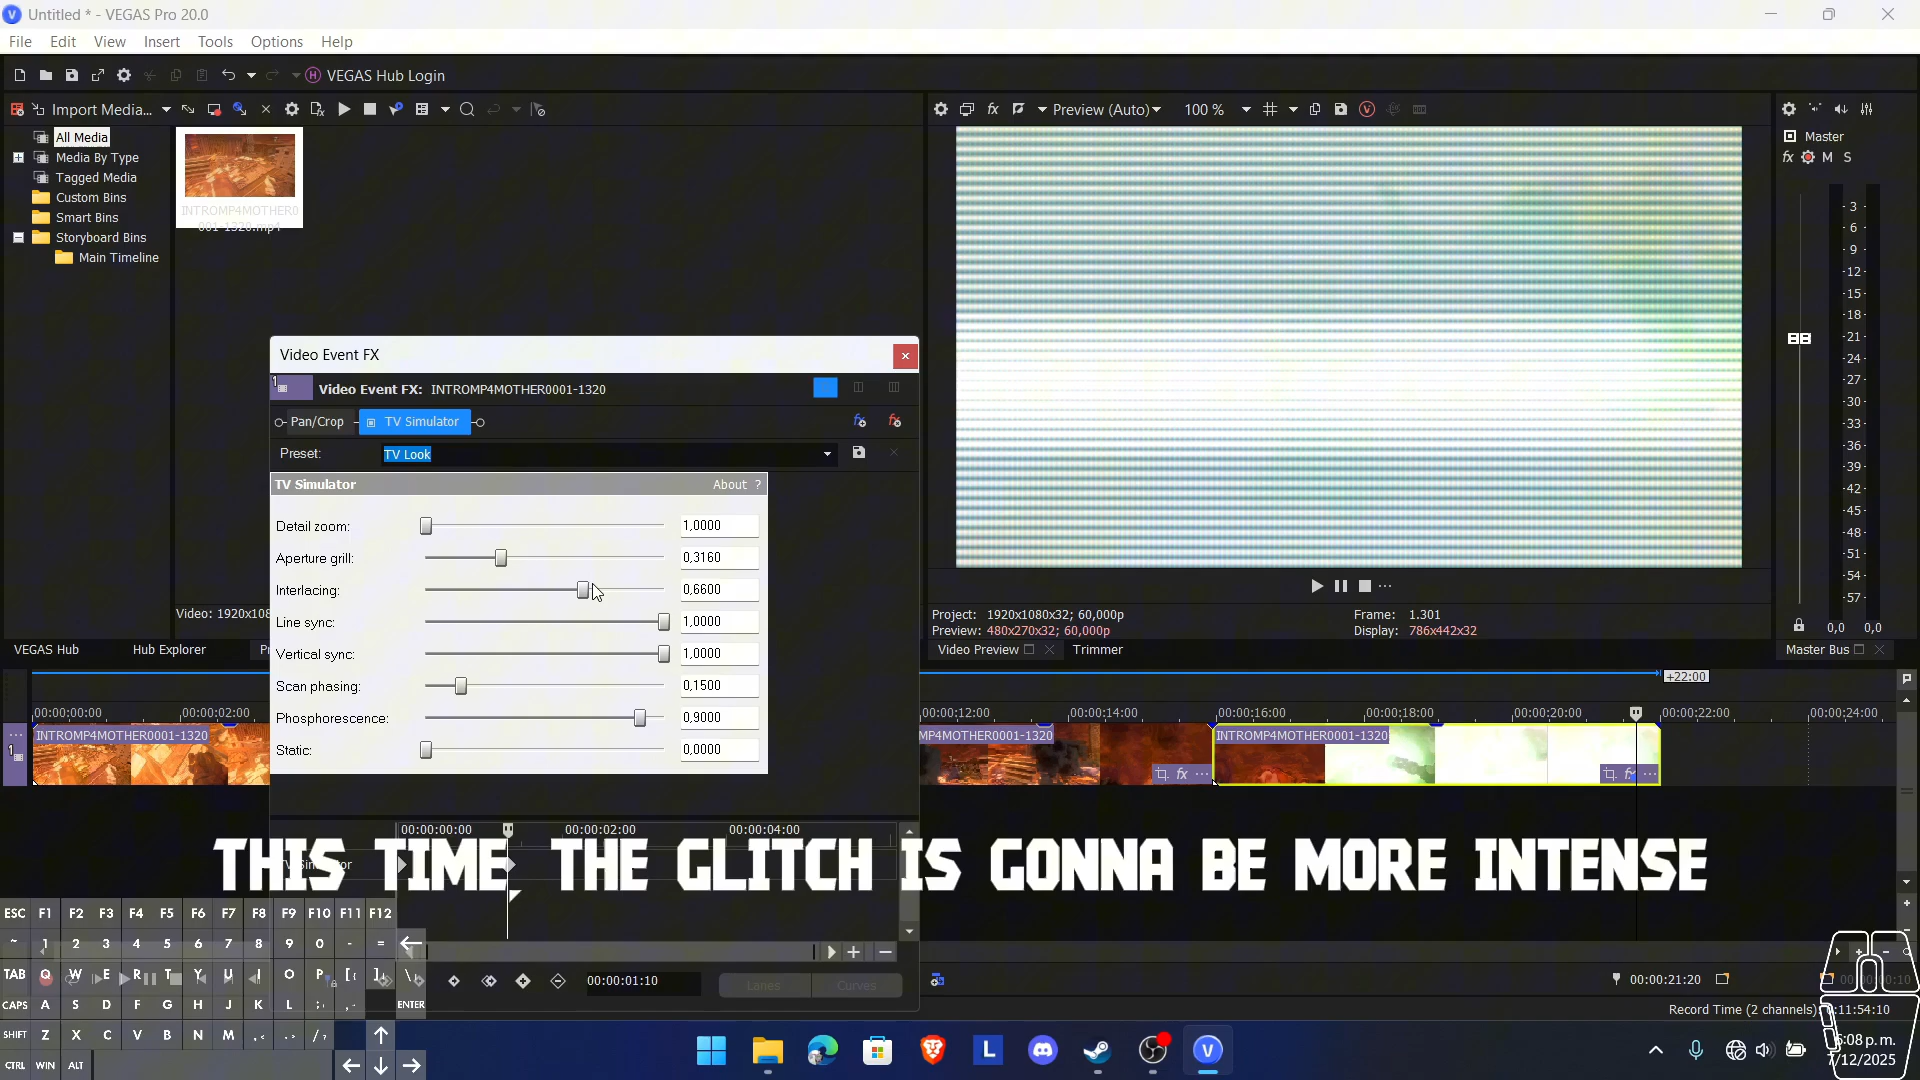 Untitled * - VEGAS Pro 20.0
File Edit View Insert Tools Options Help
VEGAS Hub Login
Import Media...
Preview (Auto)
100 %
All Media
Media By Type
Tagged Media
Custom Bins
Smart Bins
Storyboard Bins
Main Timeline
INTROMP4MOTHER0
001-1320.mp4
Video: 1920x108
Master
fx M S
- 3 -
- 6 -
- 9 -
-12-
-15-
-18-
-21-
-24-
-27-
-30-
-33-
-36-
-39-
-42-
-45-
-48-
-51-
-54-
-57-
0,0 0,0
Video Event FX
1
Video Event FX: INTROMP4MOTHER0001-1320
Pan/Crop
TV Simulator
Preset:
TV Look
TV Simulator About ?
Detail zoom: 1,0000
Aperture grill: 0,3160
Interlacing: 0,6600
Line sync: 1,0000
Vertical sync: 1,0000
Scan phasing: 0,1500
Phosphorescence: 0,9000
Static: 0,0000
Project: 1920x1080x32; 60,000p
Preview: 480x270x32; 60,000p
Frame: 1.301
Display: 786x442x32
VEGAS Hub
Hub Explorer
Video Preview
Trimmer
Master Bus
+22:00
00:00:00:00
00:00:02:00
00:00:12:00
00:00:14:00
00:00:16:00
00:00:18:00
00:00:20:00
00:00:22:00
00:00:24:00
1
INTROMP4MOTHER0001-1320
MP4MOTHER0001-1320
INTROMP4MOTHER0001-1320
fx
00:00:00:00
00:00:02:00
00:00:04:00
THIS TIME THE GLITCH IS GONNA BE MORE INTENSE
00:00:01:10
Lanes
Curves
00:00:21:20
Record Time (2 channels):
11:54:10
ESC F1 F2 F3 F4 F5 F6 F7 F8 F9 F10 F11 F12
~ 1 2 3 4 5 6 7 8 9 0 - =
TAB Q W E R T Y U I O P [{ ]} \
CAPS A S D F G H J K L ENTER
SHIFT Z X C V B N M
CTRL WIN ALT
L
V
6:08 p. m.
7/12/2025